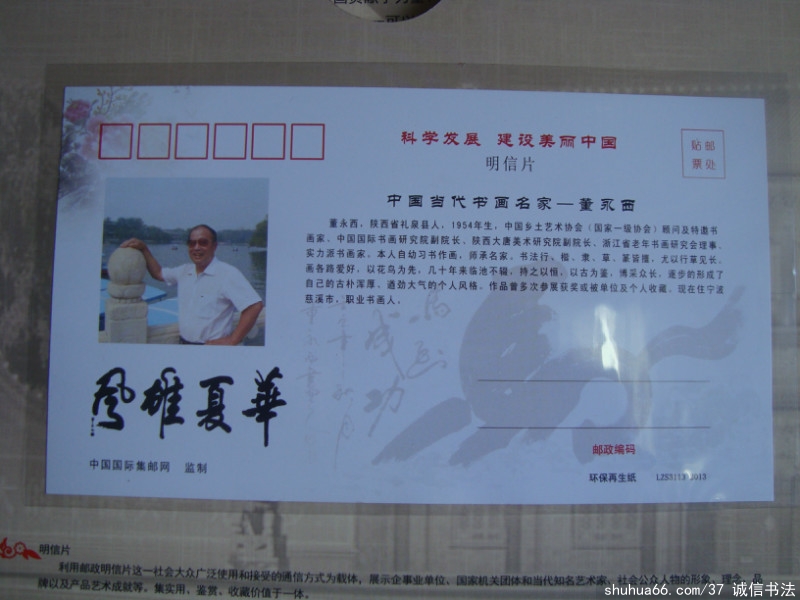 科学发展 建设美丽中国
明信片
贴邮
票处
中国当代书画名家—董永西
董永西，陕西省礼泉县人，1954年生，中国乡土艺术协会（国家一级协会）顾问及特邀书
画家、中国国际书画研究院副院长、陕西大唐美术研究院副院长、浙江省老年书画研究会理事、
实力派书画家。本人自幼习书作画，师承名家，书法行、楷、隶、草、篆皆擅，尤以行草见长，
画各路爱好，以花鸟为先，几十年来临池不辍，持之以恒，以古为鉴，博采众长，逐步的形成了
自己的古朴浑厚、遒劲大气的个人风格。作品曾多次参展获奖或被单位及个人收藏。现在住宁波
慈溪市，职业书画人。
成功
風雄夏華
中国国际集邮网 监制
邮政编码
环保再生纸 LZS3113 2013
明信片
利用邮政明信片这一社会大众广泛使用和接受的通信方式为载体，展示企事业单位、国家机关团体和当代知名艺术家、社会公众人物的形象、理念、品
牌以及产品艺术成就等。集实用、鉴赏、收藏价值于一体。
shuhua66.com/37 诚信书法